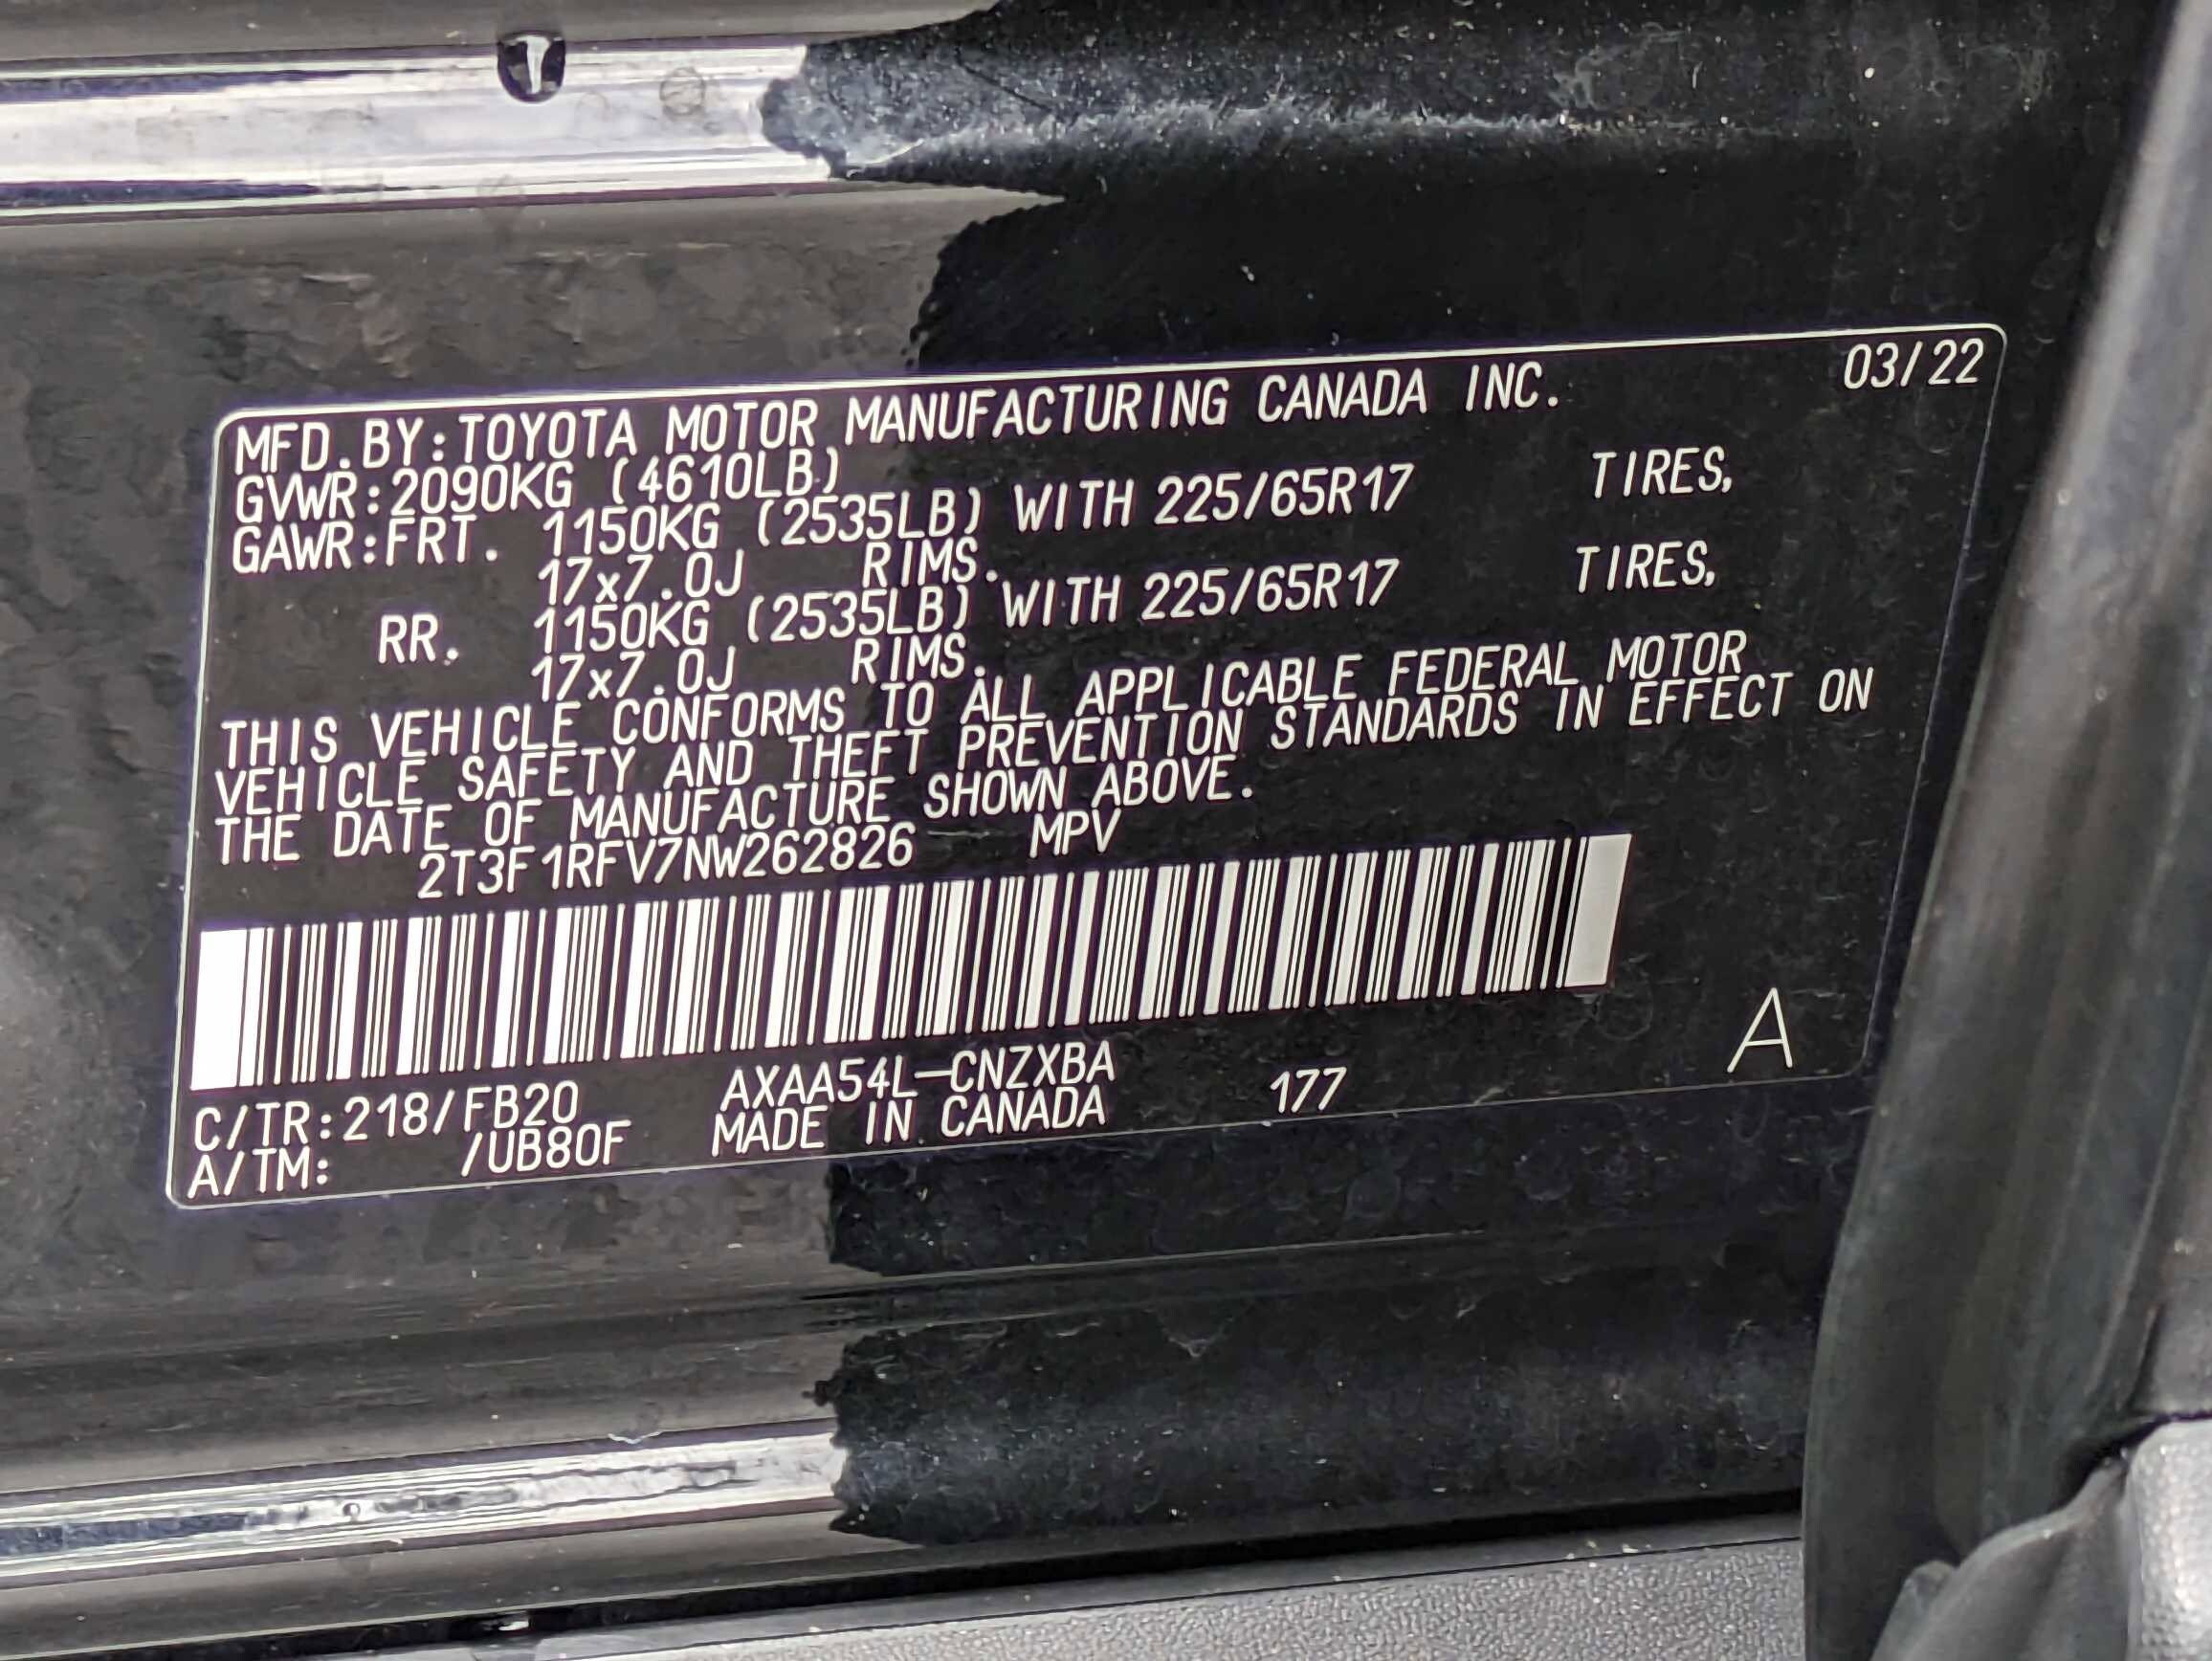 03/22
MFD.BY:TOYOTA MOTOR MANUFACTURING CANADA INC.
GVWR:2090KG (4610LB)
GAWR:FRT. 1150KG (2535LB) WITH 225/65R17 TIRES,
17x7.0J RIMS.
RR. 1150KG (2535LB) WITH 225/65R17 TIRES,
17x7.0J RIMS.
THIS VEHICLE CONFORMS TO ALL APPLICABLE FEDERAL MOTOR
VEHICLE SAFETY AND THEFT PREVENTION STANDARDS IN EFFECT ON
THE DATE OF MANUFACTURE SHOWN ABOVE.
2T3F1RFV7NW262826 MPV
C/TR:218/FB20 AXAA54L-CNZXBA 177 A
A/TM: /UB80F MADE IN CANADA